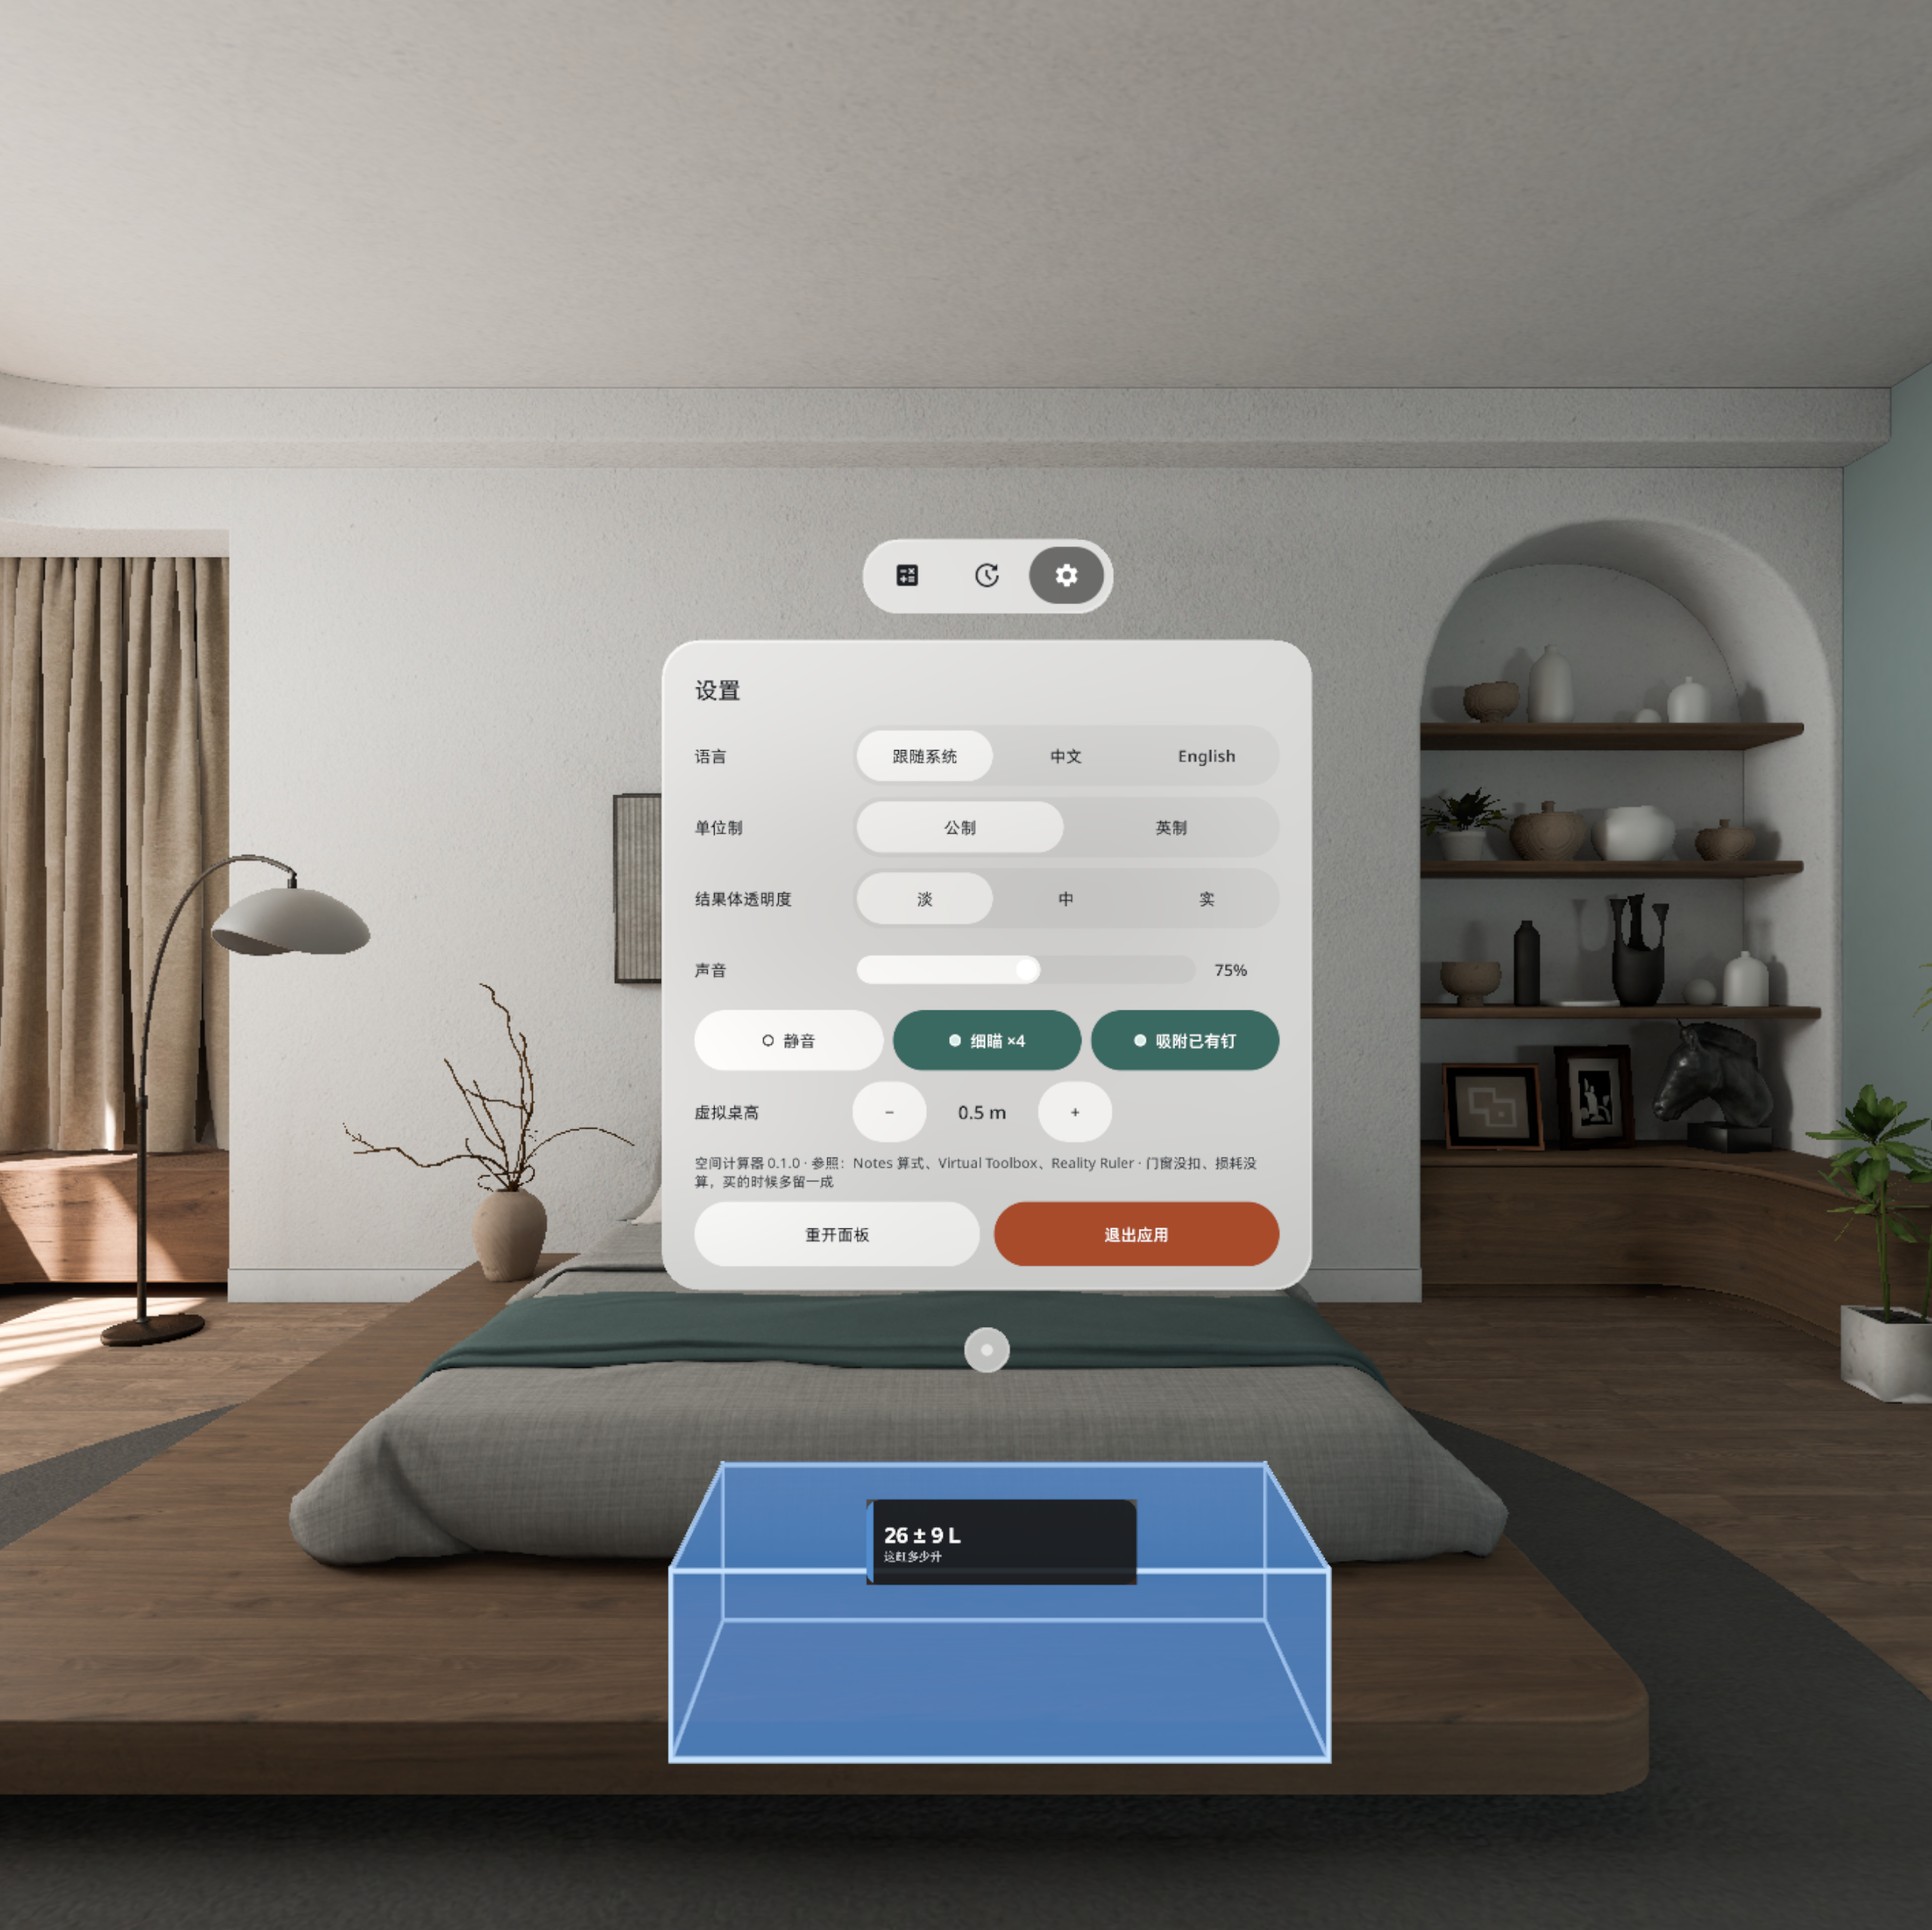 设置
语言 跟随系统 中文 English
单位制 公制 英制
结果体透明度 淡 中 实
声音 75%
静音 细瞄 ×4 吸附已有钉
虚拟桌高 − 0.5 m +
空间计算器 0.1.0 · 参照：Notes 算式、Virtual Toolbox、Reality Ruler · 门窗没扣、损耗没
算，买的时候多留一成
重开面板 退出应用
26 ± 9 L
这缸多少升